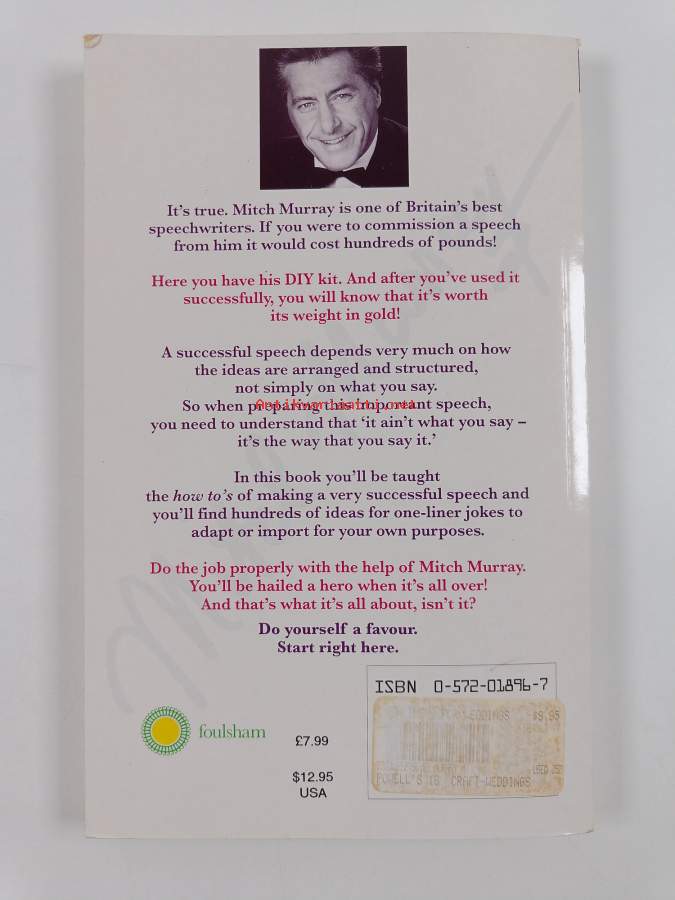 It's true. Mitch Murray is one of Britain's best
speechwriters. If you were to commission a speech
from him it would cost hundreds of pounds!
Here you have his DIY kit. And after you've used it
successfully, you will know that it's worth
its weight in gold!
A successful speech depends very much on how
the ideas are arranged and structured,
not simply on what you say.
So when preparing this important speech,
you need to understand that 'it ain't what you say –
it's the way that you say it.'
In this book you'll be taught
the how to's of making a very successful speech and
you'll find hundreds of ideas for one-liner jokes to
adapt or import for your own purposes.
Do the job properly with the help of Mitch Murray.
You'll be hailed a hero when it's all over!
And that's what it's all about, isn't it?
Do yourself a favour.
Start right here.
ISBN 0-572-01896-7
WEDDINGS $9.95
USED
POWELL'S CRAFT-WEDDINGS
foulsham
£7.99
$12.95
USA